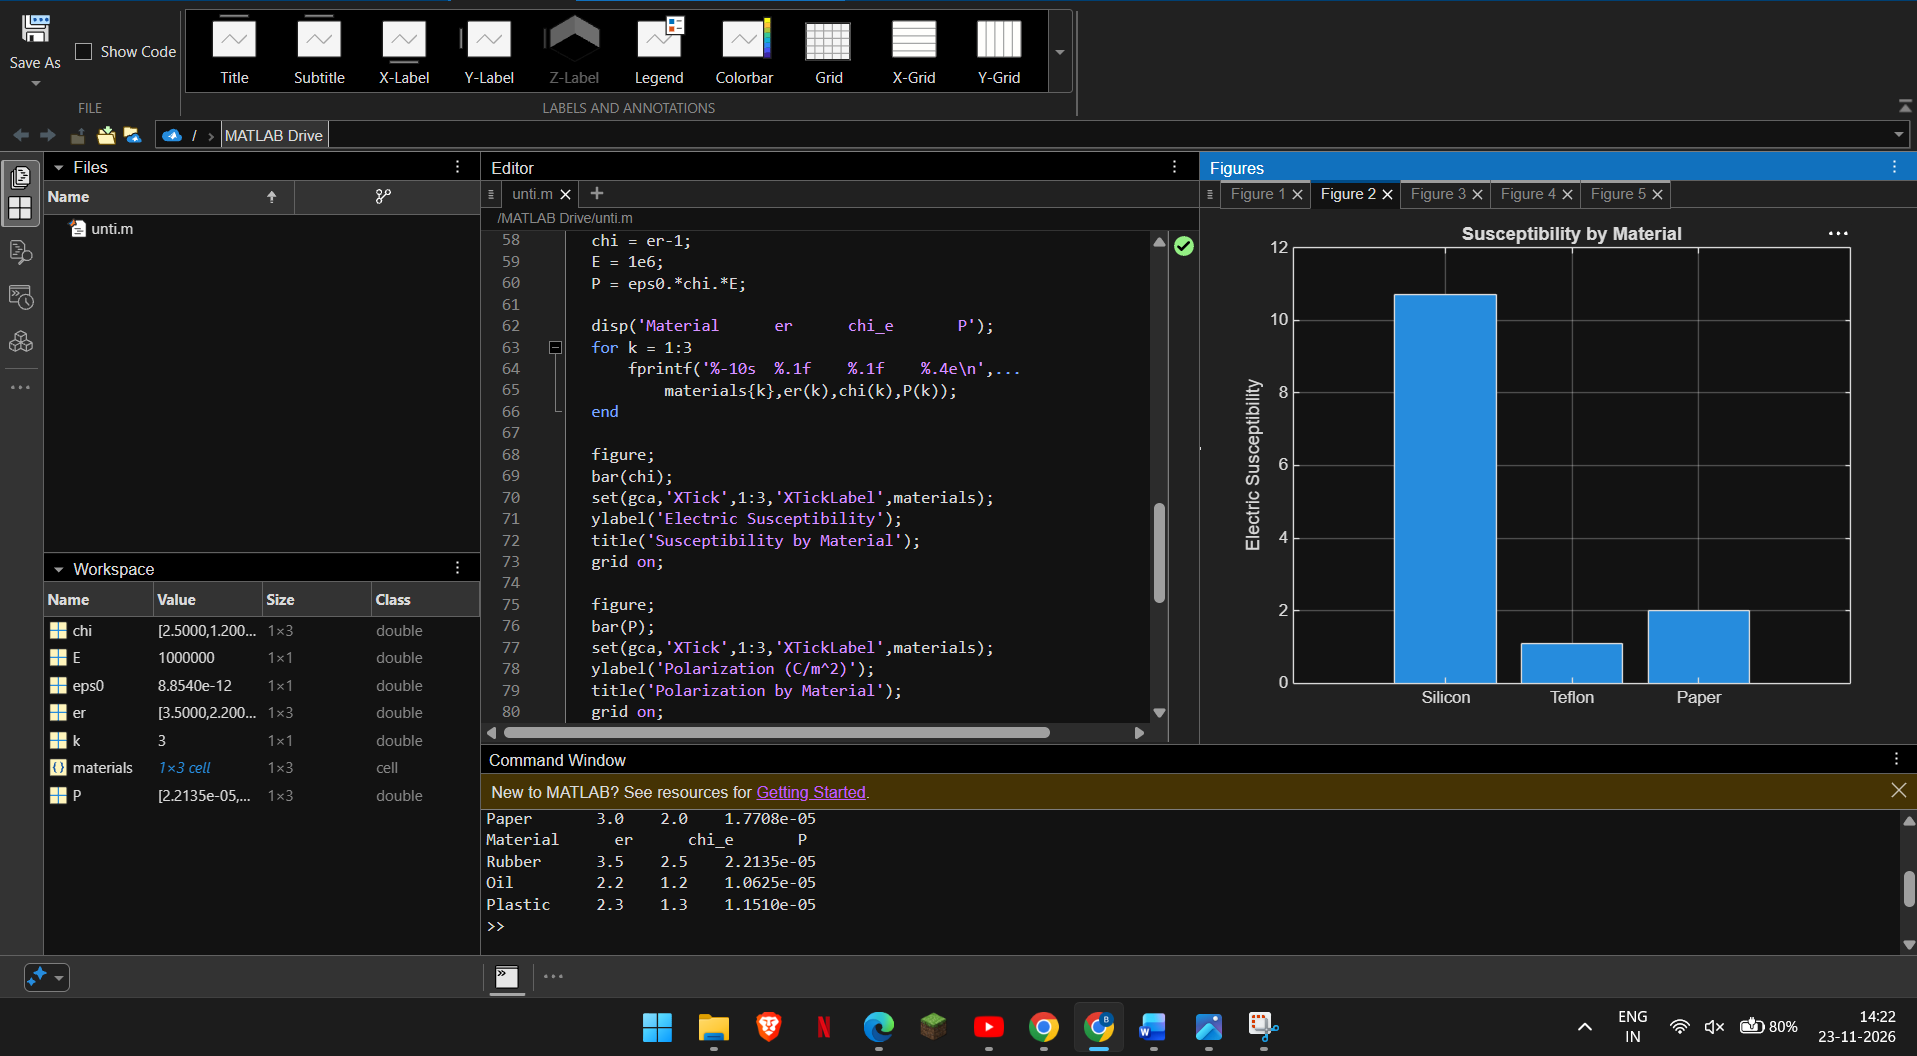 Save As
Show Code
FILE
Title
Subtitle
X-Label
Y-Label
Z-Label
Legend
Colorbar
Grid
X-Grid
Y-Grid
LABELS AND ANNOTATIONS
/ › MATLAB Drive
Files
Name
unti.m
Workspace
Name Value Size Class
chi [2.5000,1.200... 1×3 double
E 1000000 1×1 double
eps0 8.8540e-12 1×1 double
er [3.5000,2.200... 1×3 double
k 3 1×1 double
materials 1×3 cell 1×3 cell
P [2.2135e-05,... 1×3 double
Editor
unti.m
/MATLAB Drive/unti.m
58 chi = er-1;
59 E = 1e6;
60 P = eps0.*chi.*E;
61
62 disp('Material      er      chi_e       P');
63 for k = 1:3
64     fprintf('%-10s  %.1f    %.1f    %.4e\n',...
65         materials{k},er(k),chi(k),P(k));
66 end
67
68 figure;
69 bar(chi);
70 set(gca,'XTick',1:3,'XTickLabel',materials);
71 ylabel('Electric Susceptibility');
72 title('Susceptibility by Material');
73 grid on;
74
75 figure;
76 bar(P);
77 set(gca,'XTick',1:3,'XTickLabel',materials);
78 ylabel('Polarization (C/m^2)');
79 title('Polarization by Material');
80 grid on;
Figures
Figure 1 Figure 2 Figure 3 Figure 4 Figure 5
Susceptibility by Material
12
10
8
6
4
2
0
Electric Susceptibility
Silicon Teflon Paper
Command Window
New to MATLAB? See resources for Getting Started.
Paper       3.0    2.0    1.7708e-05
Material      er      chi_e       P
Rubber      3.5    2.5    2.2135e-05
Oil         2.2    1.2    1.0625e-05
Plastic     2.3    1.3    1.1510e-05
>>
ENG
IN
80%
14:22
23-11-2026